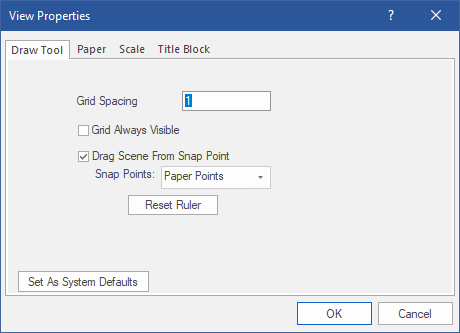 View Properties ?
Draw Tool Paper Scale Title Block
Grid Spacing 1
Grid Always Visible
Drag Scene From Snap Point
Snap Points: Paper Points
Reset Ruler
Set As System Defaults
OK Cancel